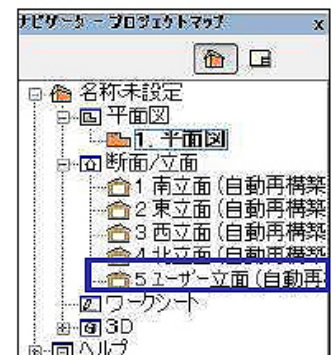 ナビゲータ - プロジェクトマップ x
名称未設定
平面図
1. 平面図
断面/立面
1 南立面 (自動再構築
2 東立面 (自動再構築
3 西立面 (自動再構築
4 北立面 (自動再構築
5 ユーザー立面 (自動再
ワークシート
3D
ヘルプ